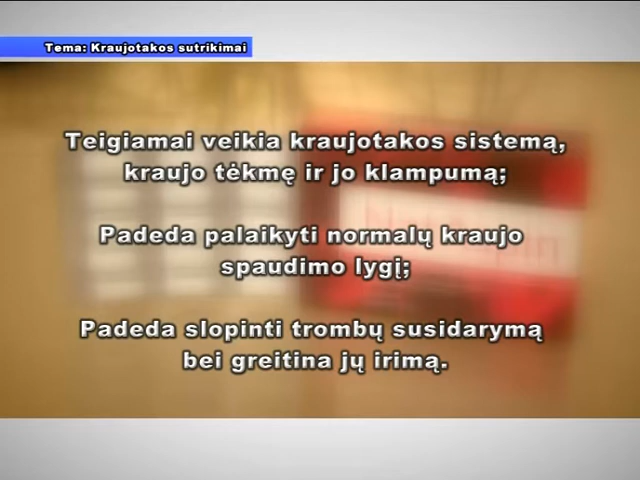 Tema: Kraujotakos sutrikimai
Teigiamai veikia kraujotakos sistemą,
kraujo tėkmę ir jo klampumą;
Padeda palaikyti normalų kraujo
spaudimo lygį;
Padeda slopinti trombų susidarymą
bei greitina jų irimą.